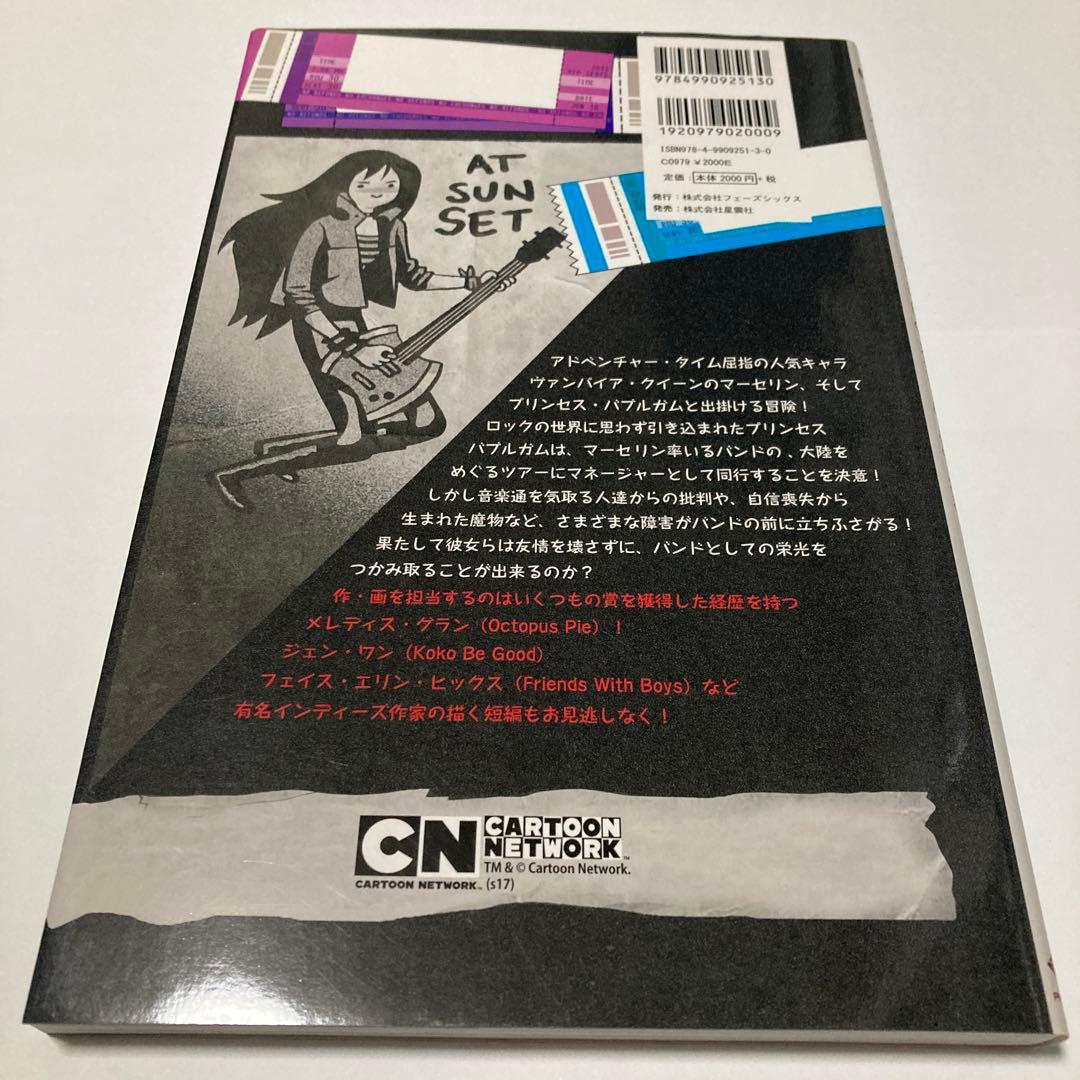 TIME
TIME
DATE
9784990925130
1920979020009
ISBN978-4-9909251-3-0
C0979 ¥2000E
定価：本体 2000円＋税
発行：株式会社フェーズシックス
発売：株式会社星雲社
AT
SUN
SET
アドベンチャー・タイム屈指の人気キャラ
ヴァンパイア・クイーンのマーセリン、そして
プリンセス・バブルガムと出掛ける冒険！
ロックの世界に思わず引き込まれたプリンセス
バブルガムは、マーセリン率いるバンドの、大陸を
めぐるツアーにマネージャーとして同行することを決意！
しかし音楽通を気取る人達からの批判や、自信喪失から
生まれた魔物など、さまざまな障害がバンドの前に立ちふさがる！
果たして彼女らは友情を壊さずに、バンドとしての栄光を
つかみ取ることが出来るのか？
作・画を担当するのはいくつもの賞を獲得した経歴を持つ
メレディス・グラン（Octopus Pie）！
ジェン・ワン（Koko Be Good）
フェイス・エリン・ヒックス（Friends With Boys）など
有名インディーズ作家の描く短編もお見逃しなく！
CN
CARTOON NETWORK™
CARTOON
NETWORK™
TM & © Cartoon Network.
(s17)